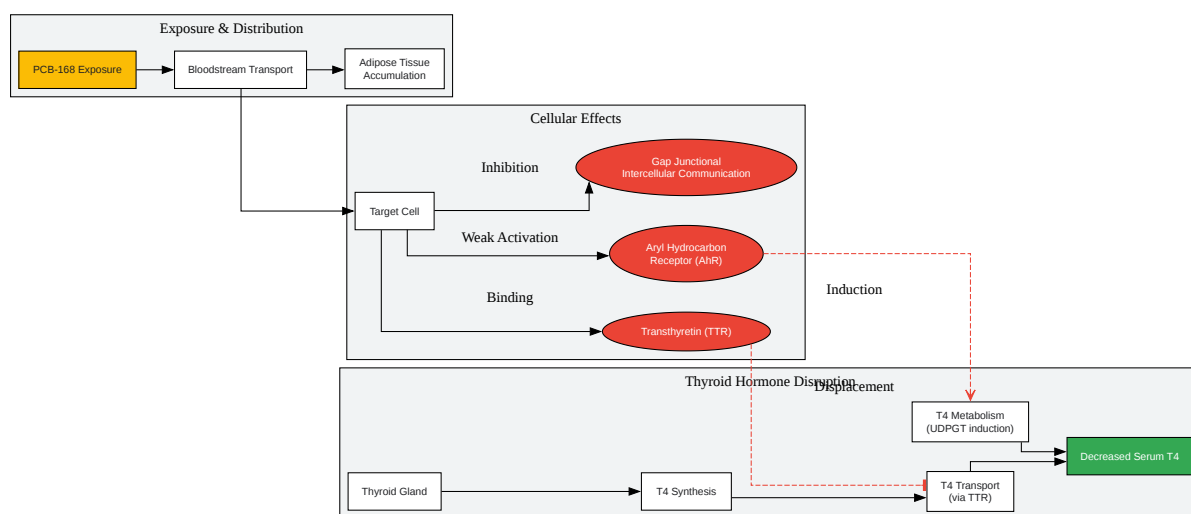 Exposure & Distribution
PCB-168 Exposure
Bloodstream Transport
Adipose Tissue
Accumulation
Cellular Effects
Inhibition
Gap Junctional
Intercellular Communication
Target Cell
Weak Activation
Aryl Hydrocarbon
Receptor (AhR)
Induction
Binding
Transthyretin (TTR)
Thyroid Hormone Disruption
Displacement
T4 Metabolism
(UDPGT induction)
Decreased Serum T4
Thyroid Gland
T4 Synthesis
T4 Transport
(via TTR)